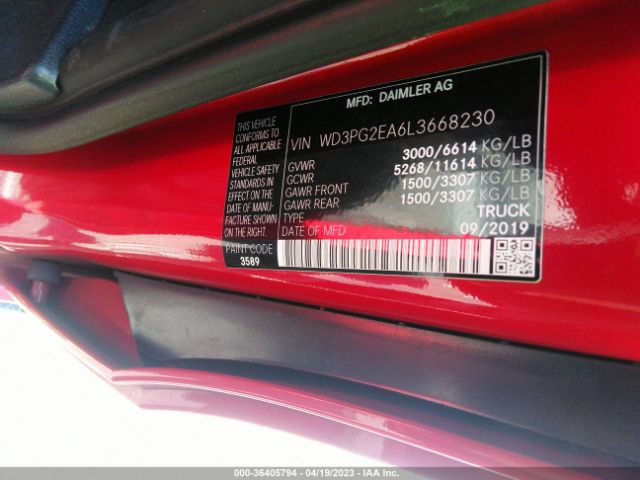 MFD: DAIMLER AG
THIS VEHICLE
CONFORMS TO
ALL APPLICABLE
FEDERAL
VEHICLE SAFETY
STANDARDS IN
EFFECT ON THE
DATE OF MANU-
FACTURE SHOWN
ON THE RIGHT.
PAINT CODE
3589
VIN WD3PG2EA6L3668230
GVWR 3000/6614 KG/LB
GCWR 5268/11614 KG/LB
GAWR FRONT 1500/3307 KG/LB
GAWR REAR 1500/3307 KG/LB
TYPE TRUCK
DATE OF MFD 09/2019
000-36405794 - 04/19/2023 - IAA Inc.